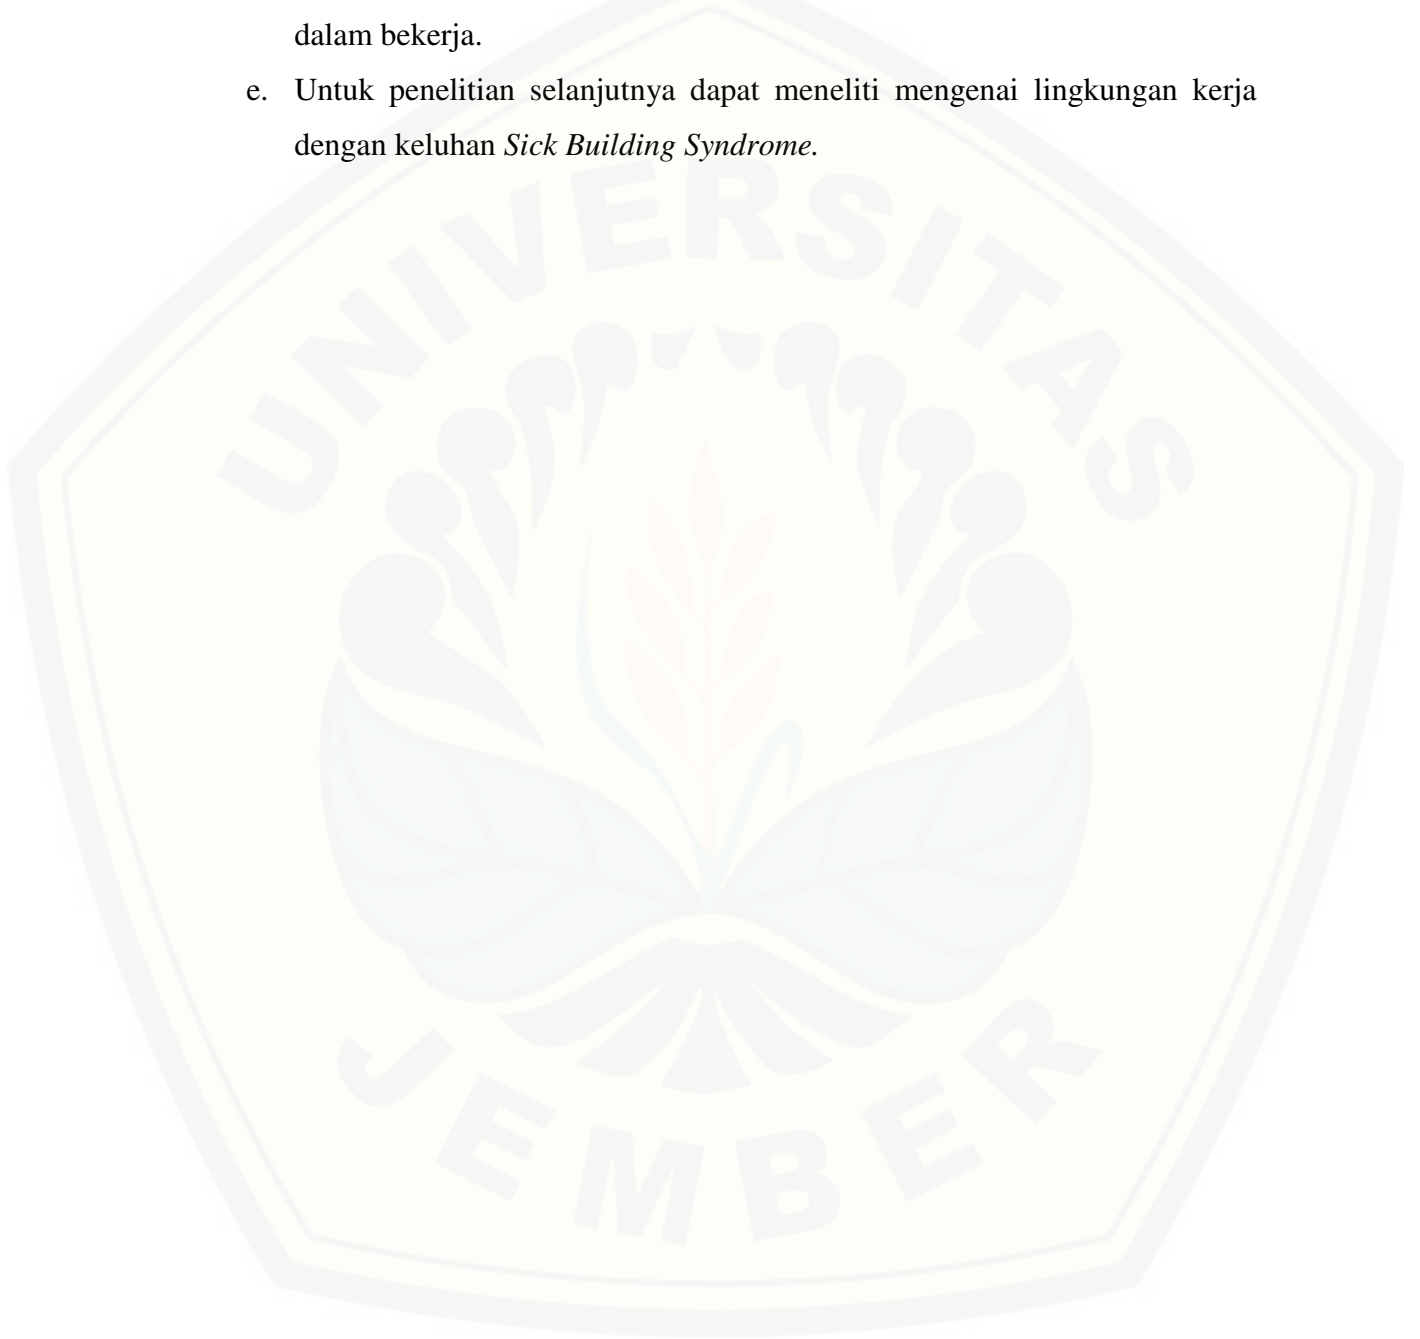 dalam bekerja.
e. Untuk penelitian selanjutnya dapat meneliti mengenai lingkungan kerja
dengan keluhan Sick Building Syndrome.
UNIVERSITAS
JEMBER